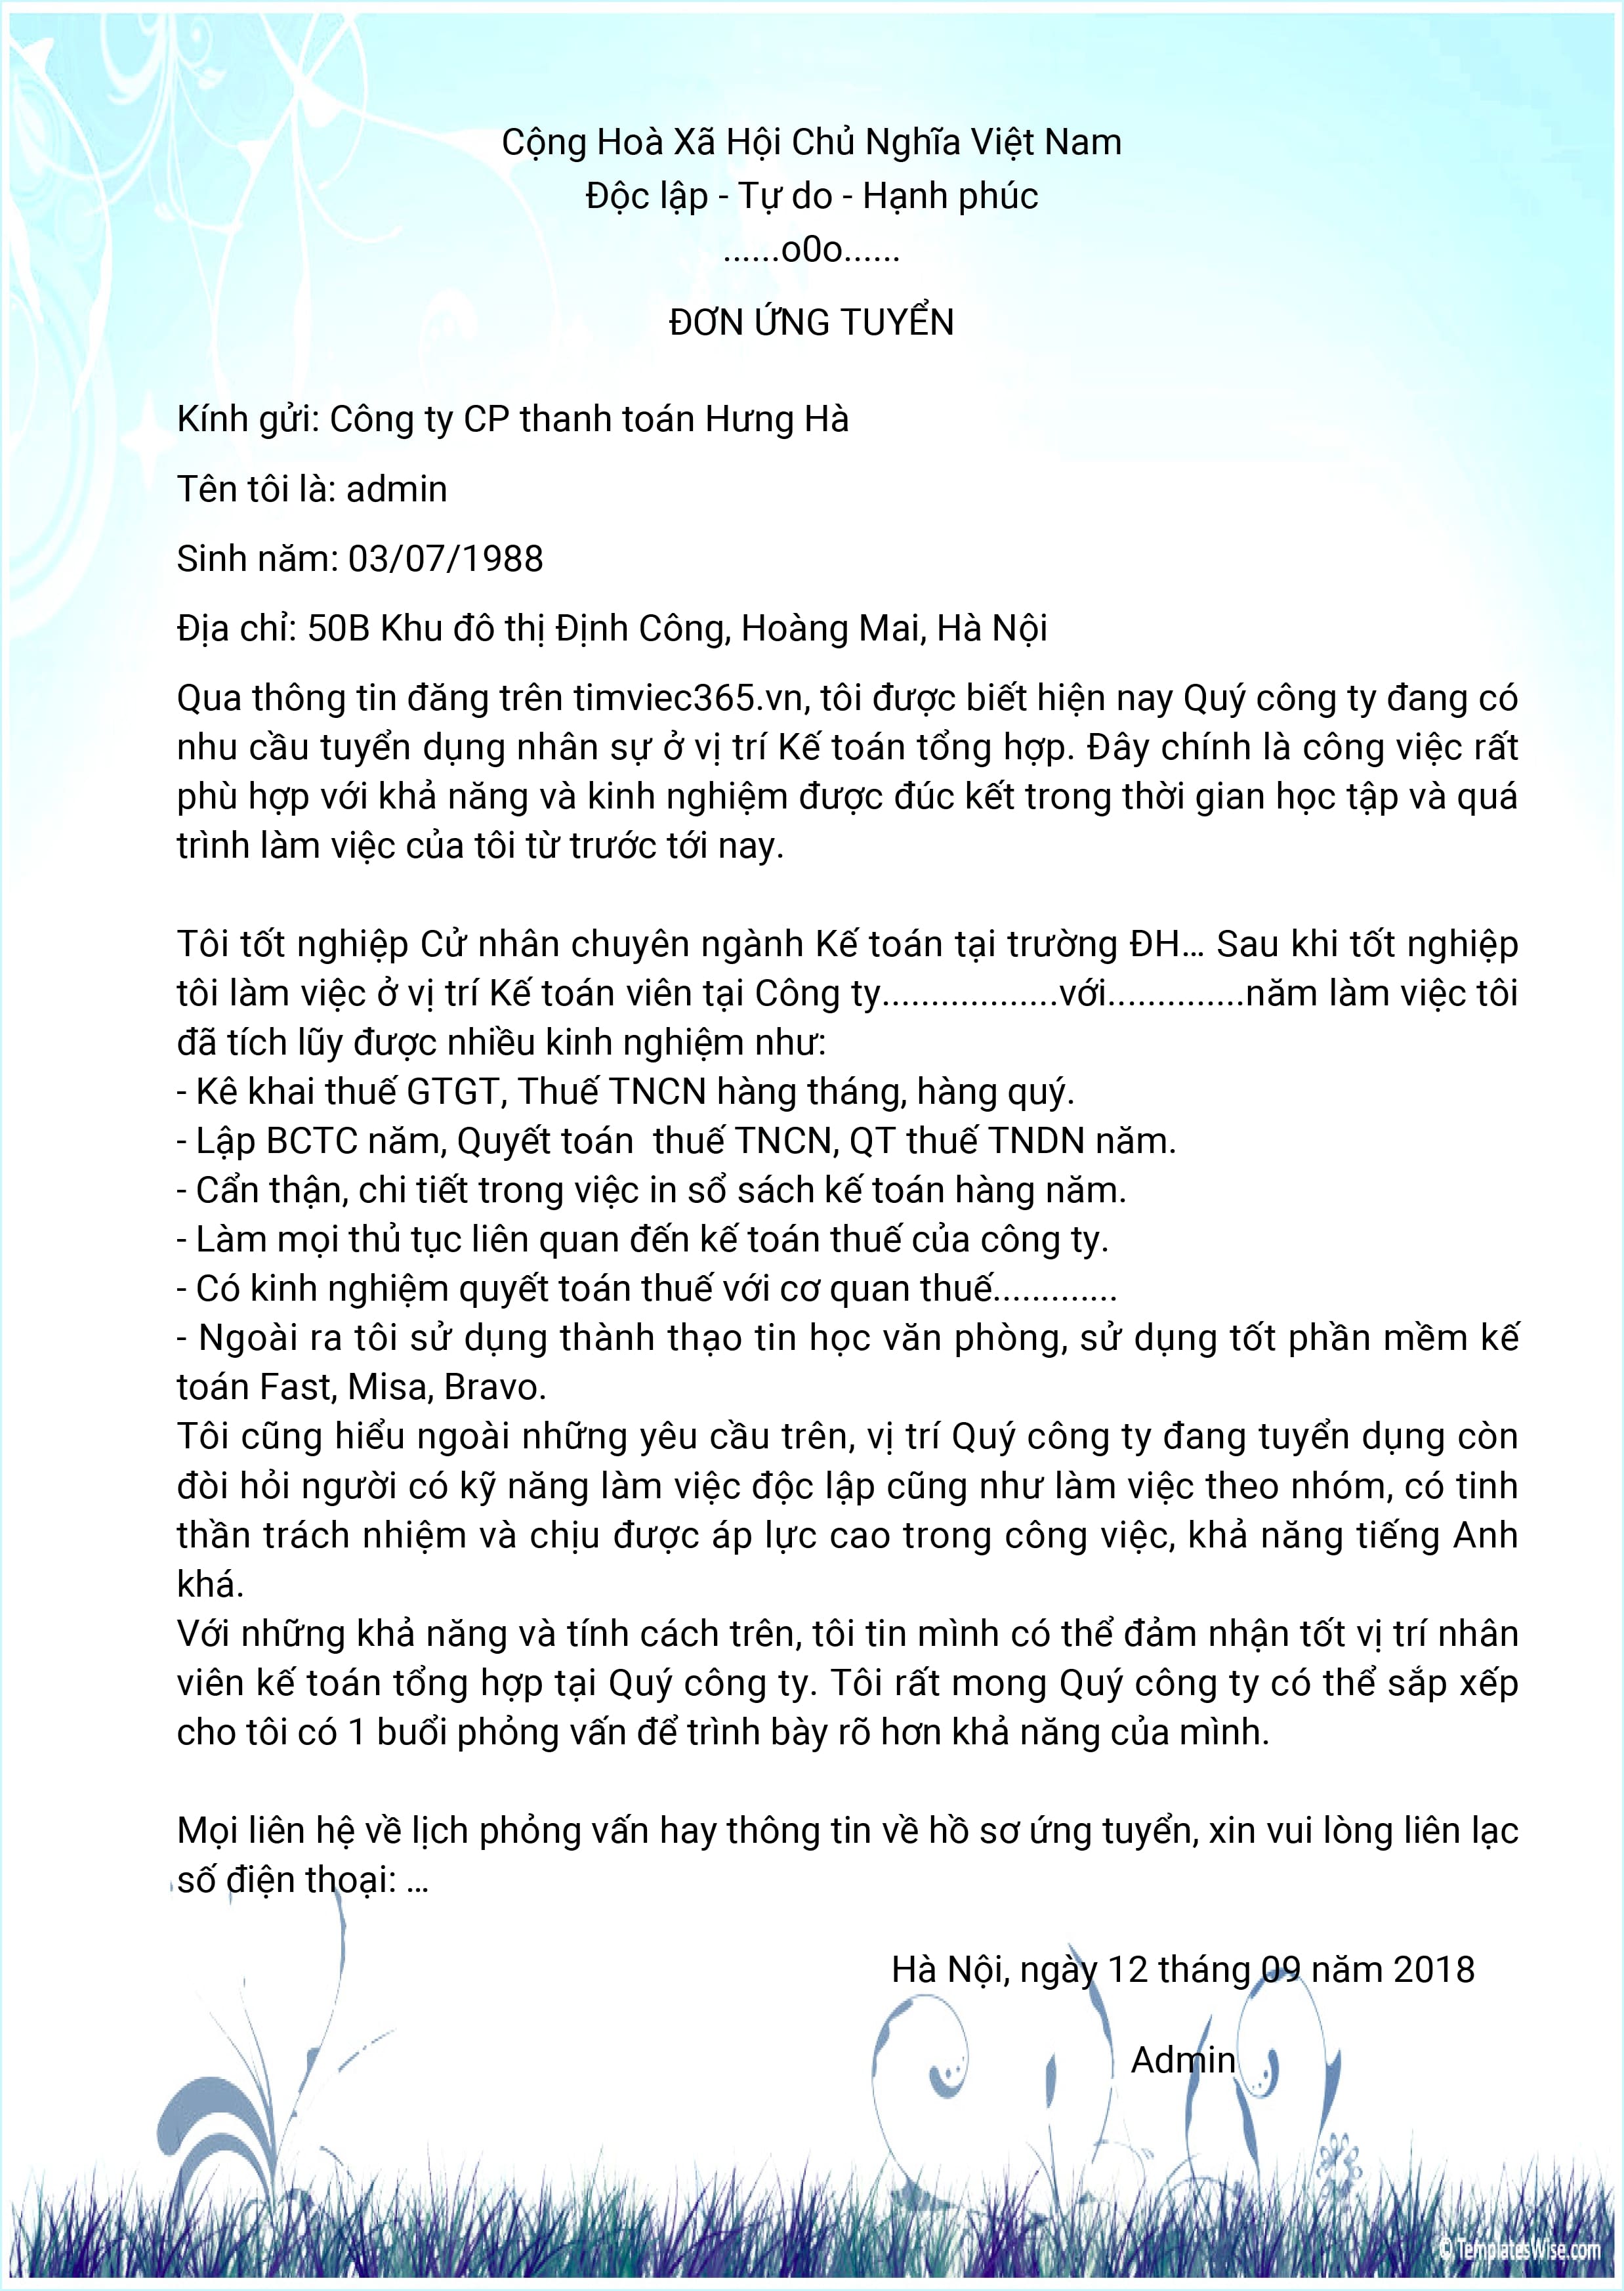 Cộng Hoà Xã Hội Chủ Nghĩa Việt Nam
Độc lập - Tự do - Hạnh phúc
......o0o......
ĐƠN ỨNG TUYỂN
Kính gửi: Công ty CP thanh toán Hưng Hà
Tên tôi là: admin
Sinh năm: 03/07/1988
Địa chỉ: 50B Khu đô thị Định Công, Hoàng Mai, Hà Nội
Qua thông tin đăng trên timviec365.vn, tôi được biết hiện nay Quý công ty đang có
nhu cầu tuyển dụng nhân sự ở vị trí Kế toán tổng hợp. Đây chính là công việc rất
phù hợp với khả năng và kinh nghiệm được đúc kết trong thời gian học tập và quá
trình làm việc của tôi từ trước tới nay.
Tôi tốt nghiệp Cử nhân chuyên ngành Kế toán tại trường ĐH... Sau khi tốt nghiệp
tôi làm việc ở vị trí Kế toán viên tại Công ty..................với..............năm làm việc tôi
đã tích lũy được nhiều kinh nghiệm như:
- Kê khai thuế GTGT, Thuế TNCN hàng tháng, hàng quý.
- Lập BCTC năm, Quyết toán  thuế TNCN, QT thuế TNDN năm.
- Cẩn thận, chi tiết trong việc in sổ sách kế toán hàng năm.
- Làm mọi thủ tục liên quan đến kế toán thuế của công ty.
- Có kinh nghiệm quyết toán thuế với cơ quan thuế.............
- Ngoài ra tôi sử dụng thành thạo tin học văn phòng, sử dụng tốt phần mềm kế
toán Fast, Misa, Bravo.
Tôi cũng hiểu ngoài những yêu cầu trên, vị trí Quý công ty đang tuyển dụng còn
đòi hỏi người có kỹ năng làm việc độc lập cũng như làm việc theo nhóm, có tinh
thần trách nhiệm và chịu được áp lực cao trong công việc, khả năng tiếng Anh
khá.
Với những khả năng và tính cách trên, tôi tin mình có thể đảm nhận tốt vị trí nhân
viên kế toán tổng hợp tại Quý công ty. Tôi rất mong Quý công ty có thể sắp xếp
cho tôi có 1 buổi phỏng vấn để trình bày rõ hơn khả năng của mình.
Mọi liên hệ về lịch phỏng vấn hay thông tin về hồ sơ ứng tuyển, xin vui lòng liên lạc
số điện thoại: ...
Hà Nội, ngày 12 tháng 09 năm 2018
Admin
© TemplatesWise.com